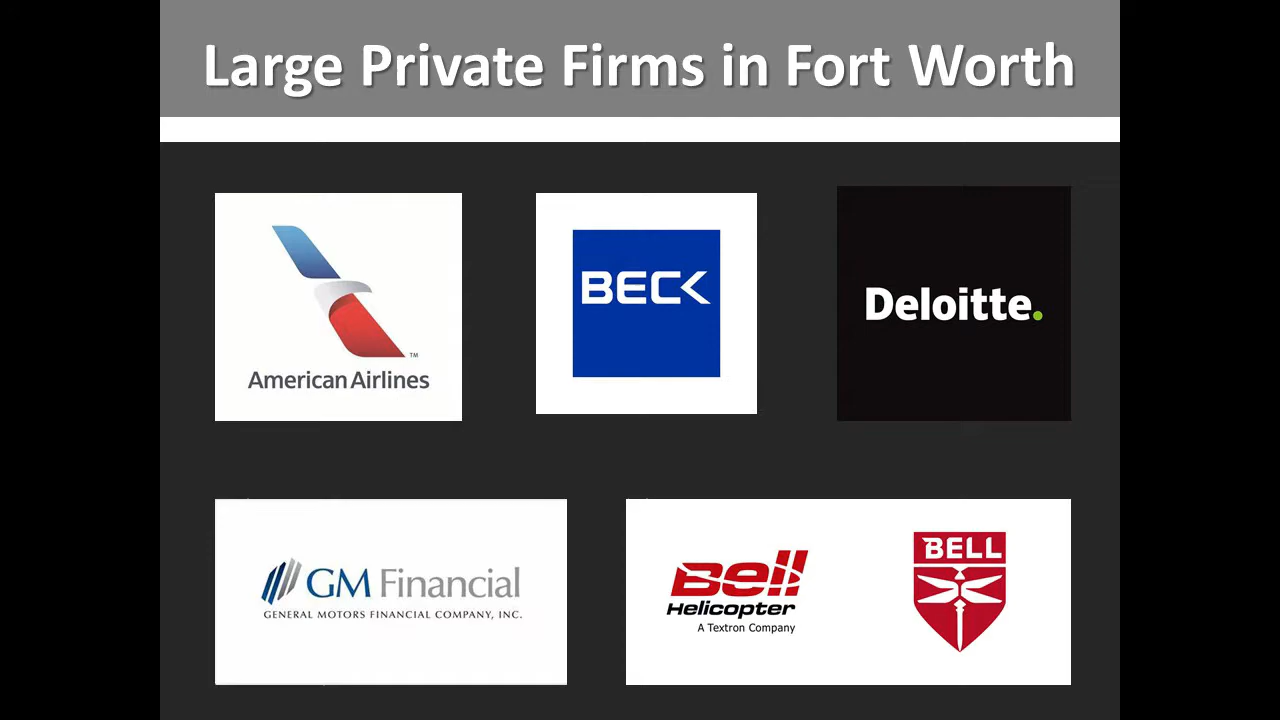 Large Private Firms in Fort Worth
American Airlines
TM
BECK
Deloitte.
GM Financial
GENERAL MOTORS FINANCIAL COMPANY, INC.
Bell
Helicopter
A Textron Company
BELL